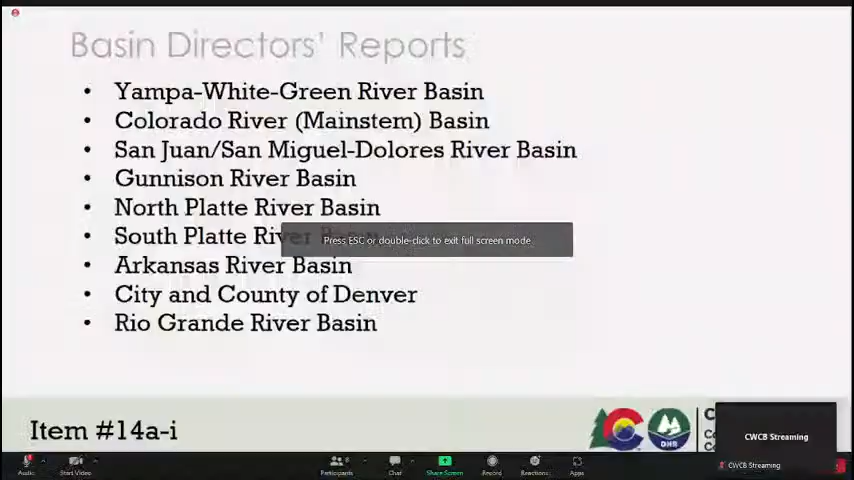 Basin Directors' Reports
• Yampa-White-Green River Basin
• Colorado River (Mainstem) Basin
• San Juan/San Miguel-Dolores River Basin
• Gunnison River Basin
• North Platte River Basin
• South Platte River
Press ESC or double-click to exit full screen mode
• Arkansas River Basin
• City and County of Denver
• Rio Grande River Basin
Item #14a-i
DNR
CWCB Streaming
CWCB Streaming
Audio
Start Video
Participants
8
Chat
Share Screen
Record
Reactions
Apps